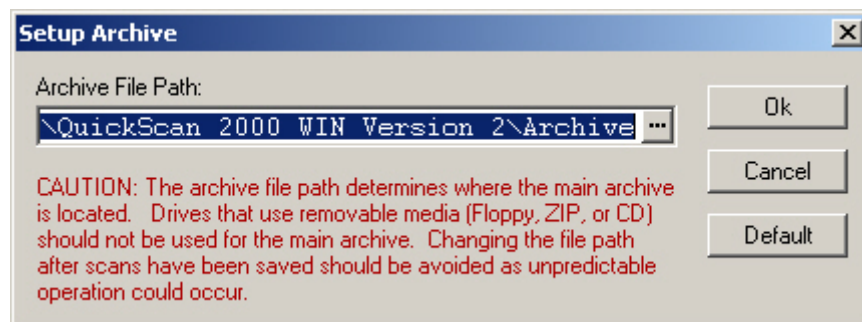 Setup Archive
Archive File Path:
\QuickScan 2000 WIN Version 2\Archive
Ok
CAUTION: The archive file path determines where the main archive
is located. Drives that use removable media (Floppy, ZIP, or CD)
should not be used for the main archive. Changing the file path
after scans have been saved should be avoided as unpredictable
operation could occur.
Cancel
Default